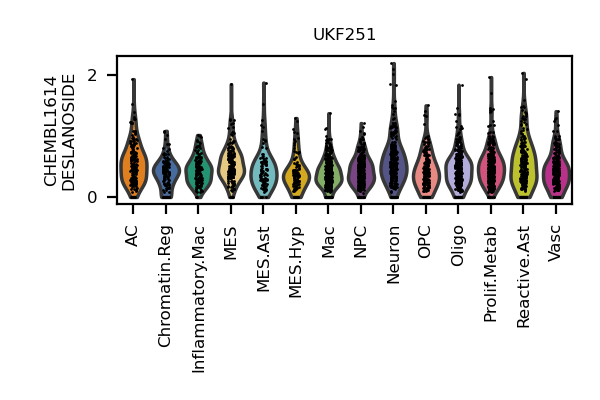 UKF251
CHEMBL1614
DESLANOSIDE
2
0
AC
Chromatin.Reg
Inflammatory.Mac
MES
MES.Ast
MES.Hyp
Mac
NPC
Neuron
OPC
Oligo
Prolif.Metab
Reactive.Ast
Vasc